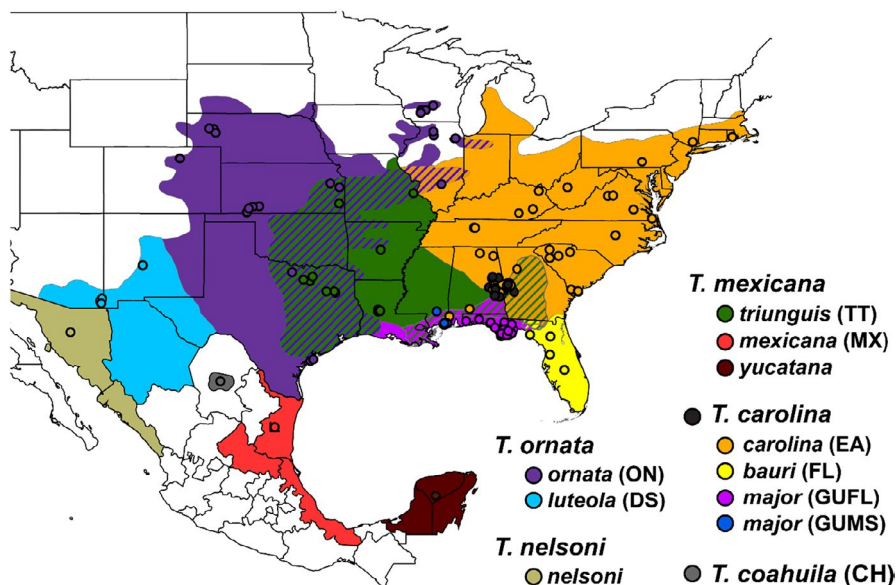 T. mexicana
triunguis (TT)
mexicana (MX)
yucatana
T. carolina
carolina (EA)
bauri (FL)
major (GUFL)
major (GUMS)
T. ornata
ornata (ON)
luteola (DS)
T. nelsoni
nelsoni
T. coahuila (CH)